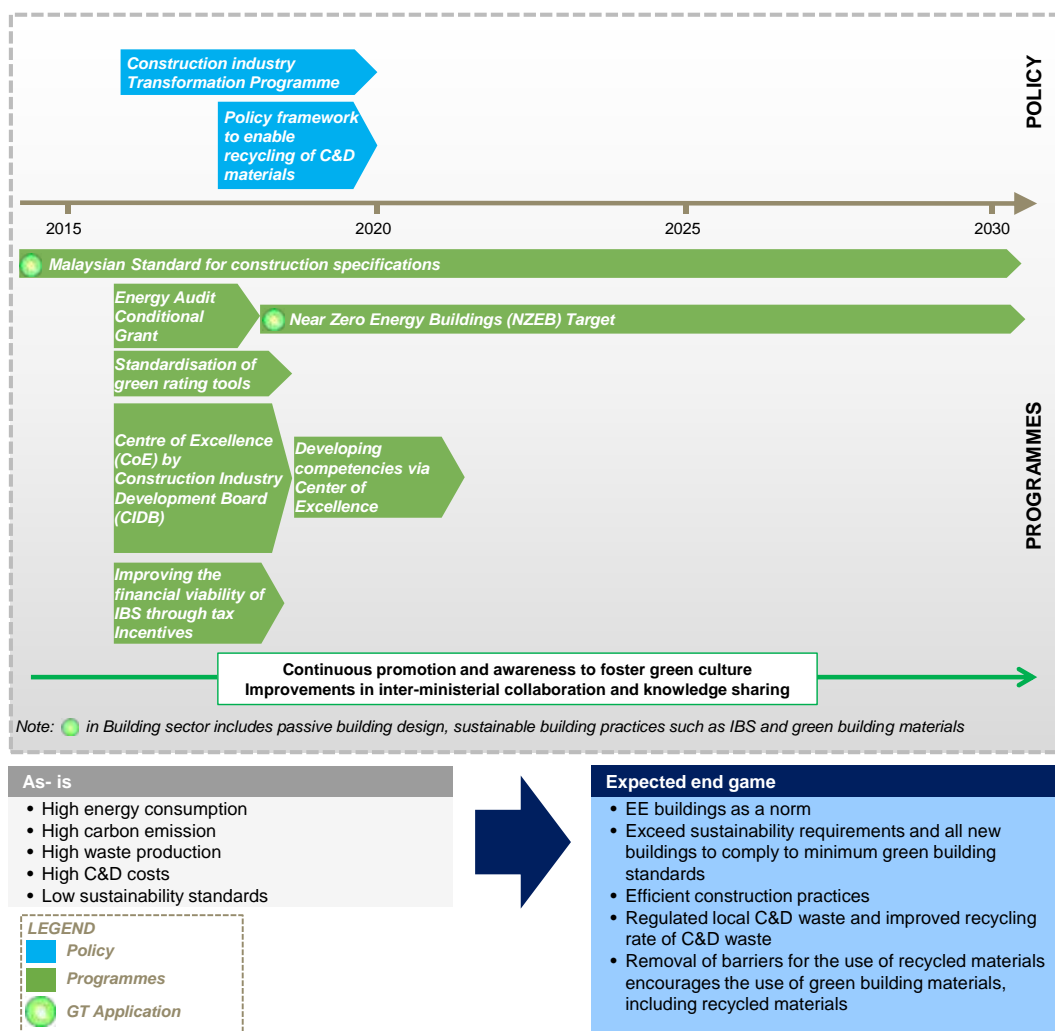 Construction industry
Transformation Programme
POLICY
Policy framework
to enable
recycling of C&D
materials
2015
2020
2025
2030
Malaysian Standard for construction specifications
Energy Audit
Conditional
Grant
Near Zero Energy Buildings (NZEB) Target
Standardisation of
green rating tools
PROGRAMMES
Centre of Excellence
(CoE) by
Construction Industry
Development Board
(CIDB)
Developing
competencies via
Center of
Excellence
Improving the
financial viability of
IBS through tax
Incentives
Continuous promotion and awareness to foster green culture
Improvements in inter-ministerial collaboration and knowledge sharing
Note: in Building sector includes passive building design, sustainable building practices such as IBS and green building materials
As- is
• High energy consumption
• High carbon emission
• High waste production
• High C&D costs
• Low sustainability standards
Expected end game
• EE buildings as a norm
• Exceed sustainability requirements and all new
buildings to comply to minimum green building
standards
• Efficient construction practices
• Regulated local C&D waste and improved recycling
rate of C&D waste
• Removal of barriers for the use of recycled materials
encourages the use of green building materials,
including recycled materials
LEGEND
Policy
Programmes
GT Application